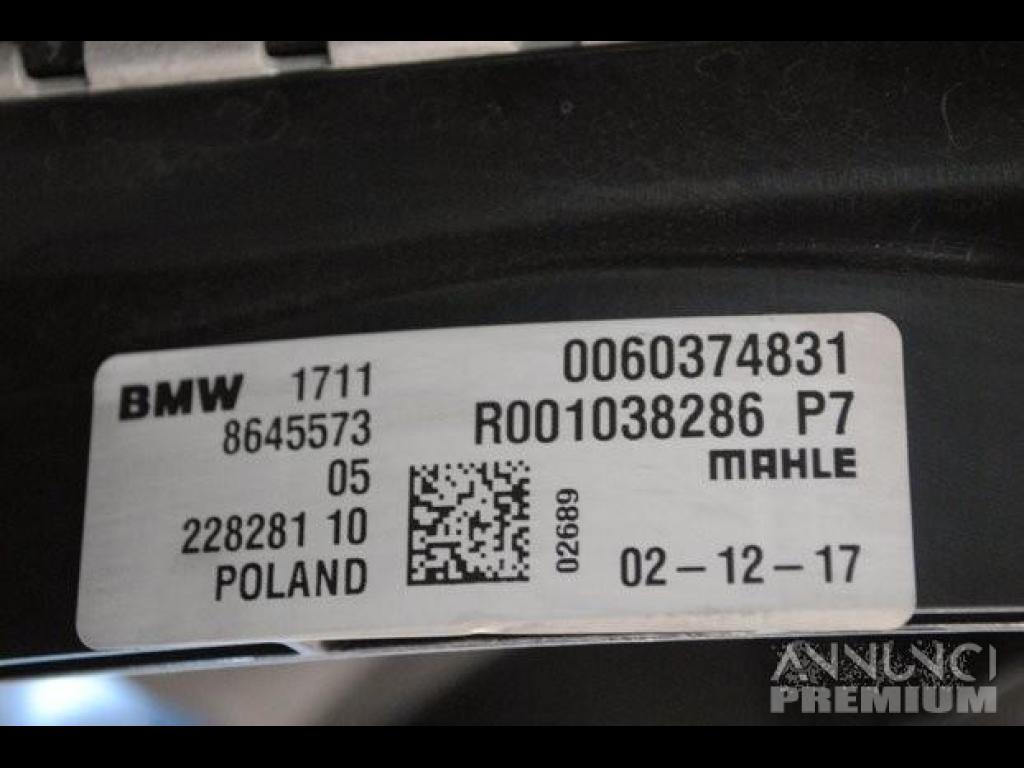 BMW 1711
8645573
05
228281 10
POLAND
0060374831
R001038286 P7
MAHLE
02689
02-12-17
ANNUNCI
PREMIUM